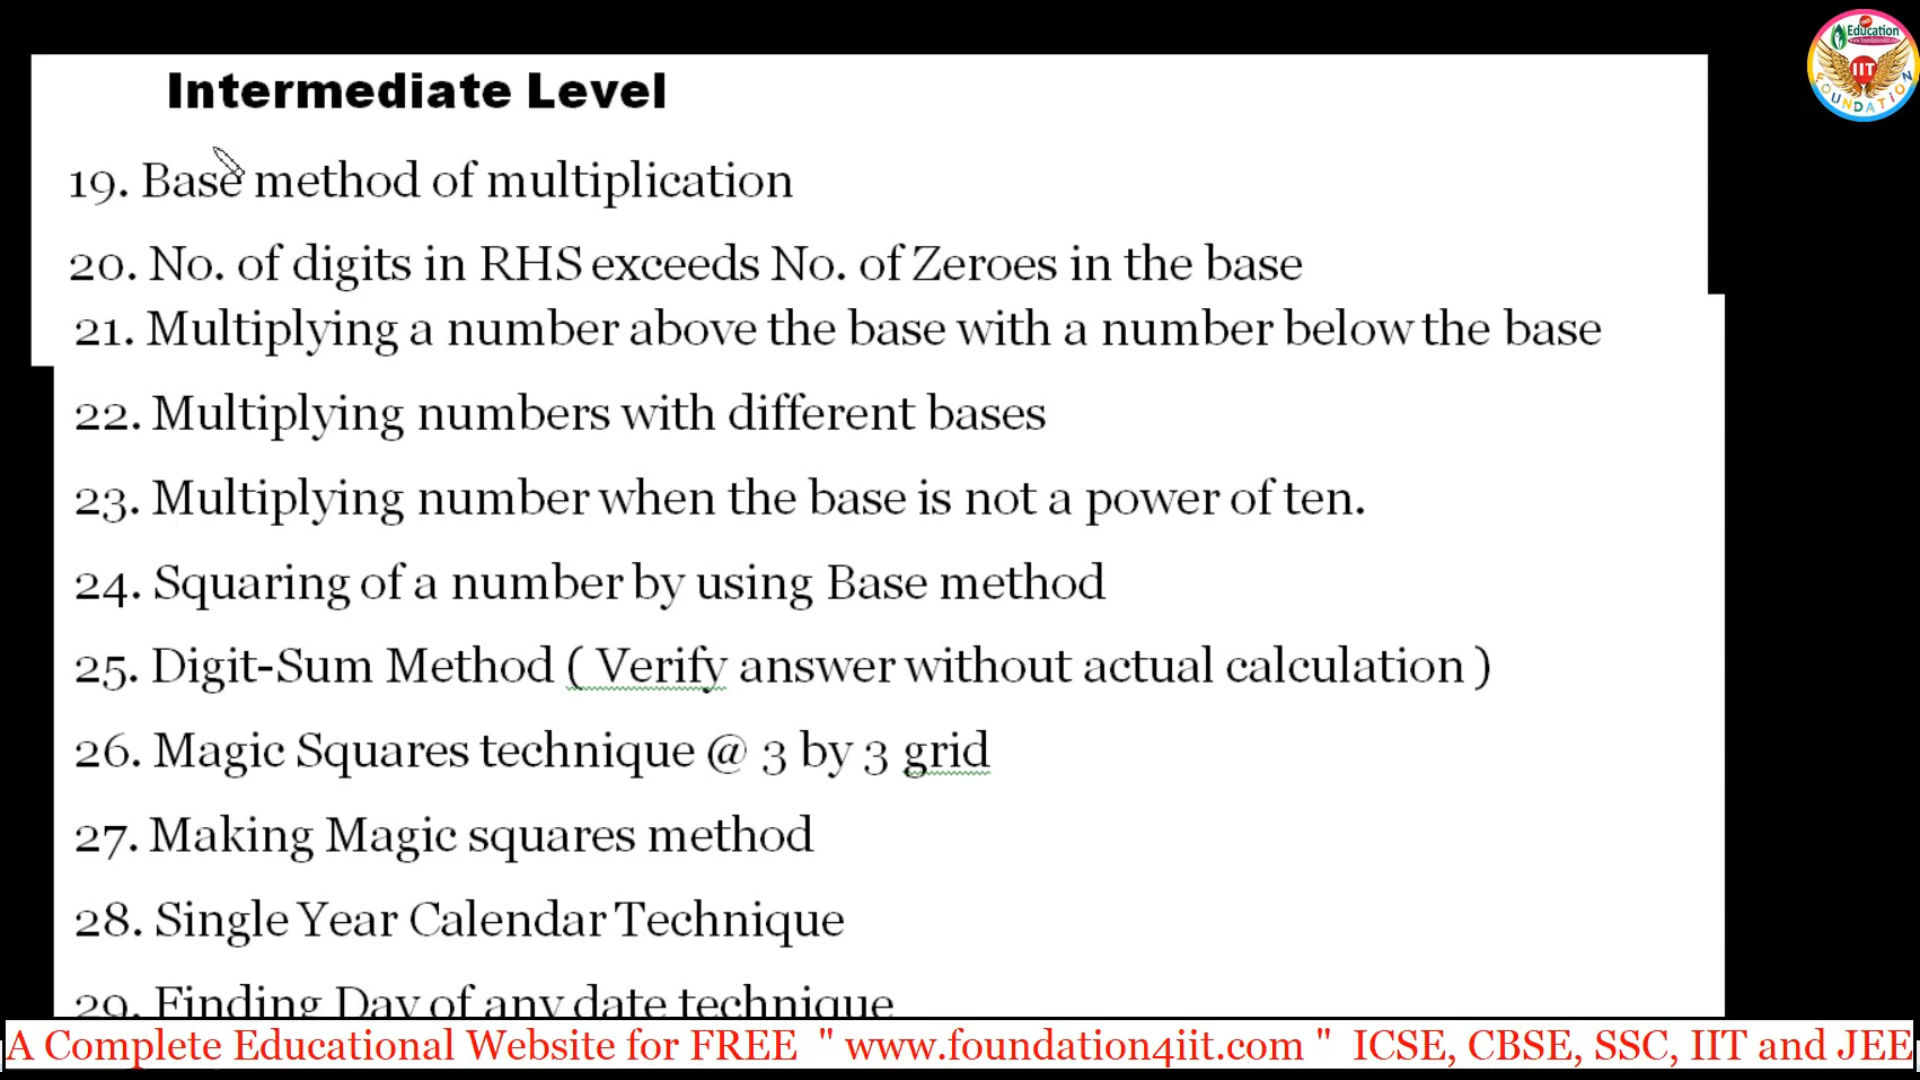 Intermediate Level
19. Base method of multiplication
20. No. of digits in RHS exceeds No. of Zeroes in the base
21. Multiplying a number above the base with a number below the base
22. Multiplying numbers with different bases
23. Multiplying number when the base is not a power of ten.
24. Squaring of a number by using Base method
25. Digit-Sum Method ( Verify answer without actual calculation )
26. Magic Squares technique @ 3 by 3 grid
27. Making Magic squares method
28. Single Year Calendar Technique
29. Finding Day of any date technique
A Complete Educational Website for FREE " www.foundation4iit.com " ICSE, CBSE, SSC, IIT and JEE
Education
IIT
FOUNDATION